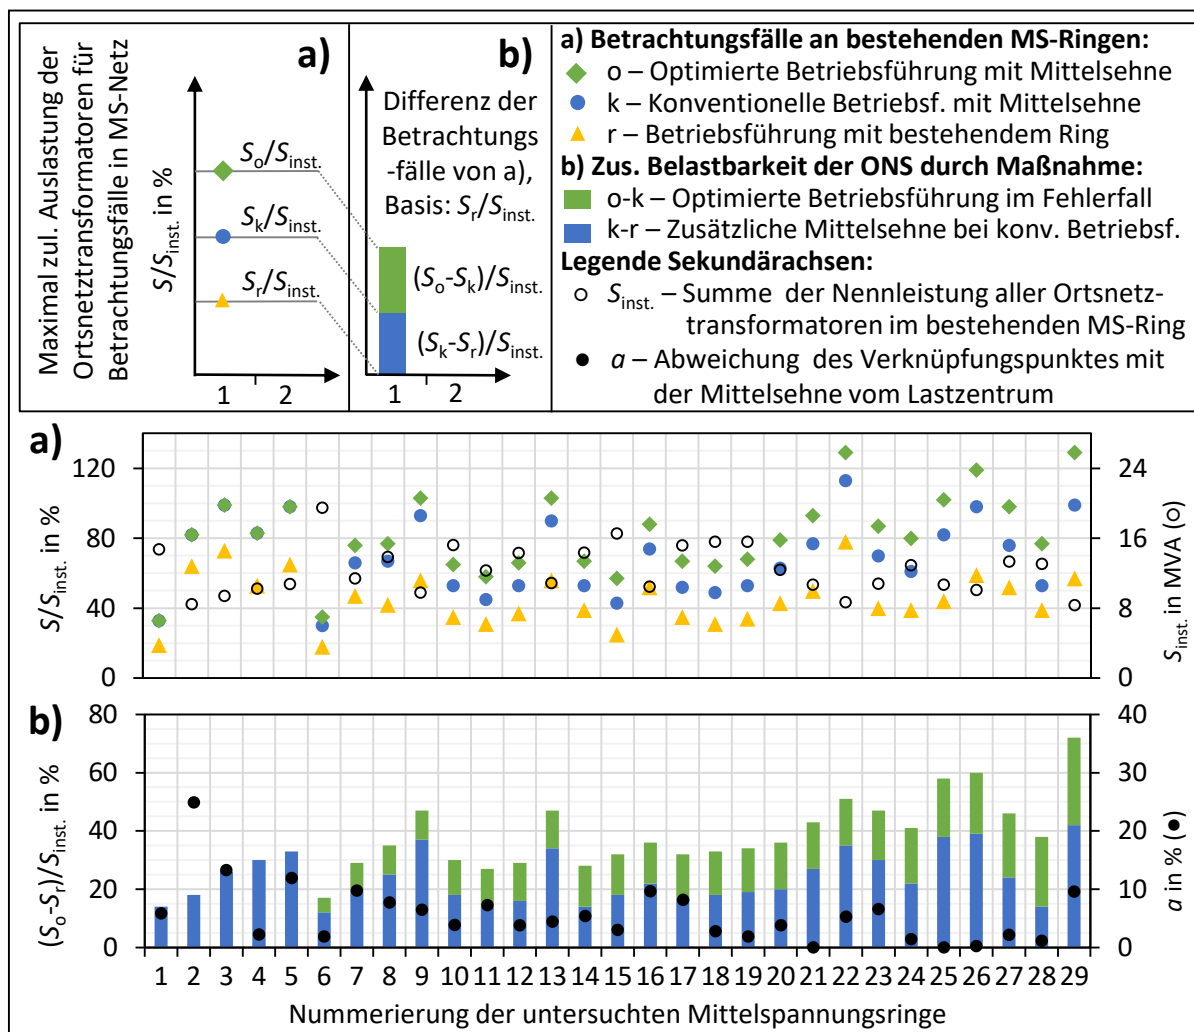 Maximal zul. Auslastung der
Ortsnetztransformatoren für
Betrachtungsfälle in MS-Netz
a)
S/Sinst. in %
So/Sinst.
Sk/Sinst.
Sr/Sinst.
1 2
b)
Differenz der
Betrachtungs
-fälle von a),
Basis: Sr/Sinst.
(So-Sk)/Sinst.
(Sk-Sr)/Sinst.
1 2
a) Betrachtungsfälle an bestehenden MS-Ringen:
o – Optimierte Betriebsführung mit Mittelsehne
k – Konventionelle Betriebsf. mit Mittelsehne
r – Betriebsführung mit bestehendem Ring
b) Zus. Belastbarkeit der ONS durch Maßnahme:
o-k – Optimierte Betriebsführung im Fehlerfall
k-r – Zusätzliche Mittelsehne bei konv. Betriebsf.
Legende Sekundärachsen:
Sinst. – Summe der Nennleistung aller Ortsnetz-
transformatoren im bestehenden MS-Ring
a – Abweichung des Verknüpfungspunktes mit
der Mittelsehne vom Lastzentrum
a)
S/Sinst. in %
120
80
40
0
24
16
8
0
Sinst. in MVA (o)
b)
(So-Sr)/Sinst. in %
80
60
40
20
0
40
30
20
10
0
a in % (●)
1 2 3 4 5 6 7 8 9 10 11 12 13 14 15 16 17 18 19 20 21 22 23 24 25 26 27 28 29
Nummerierung der untersuchten Mittelspannungsringe